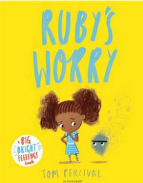 RUBY'S
WORRY
A
BIG
BRIGHT
FEELINGS
book
TOM PERCIVAL